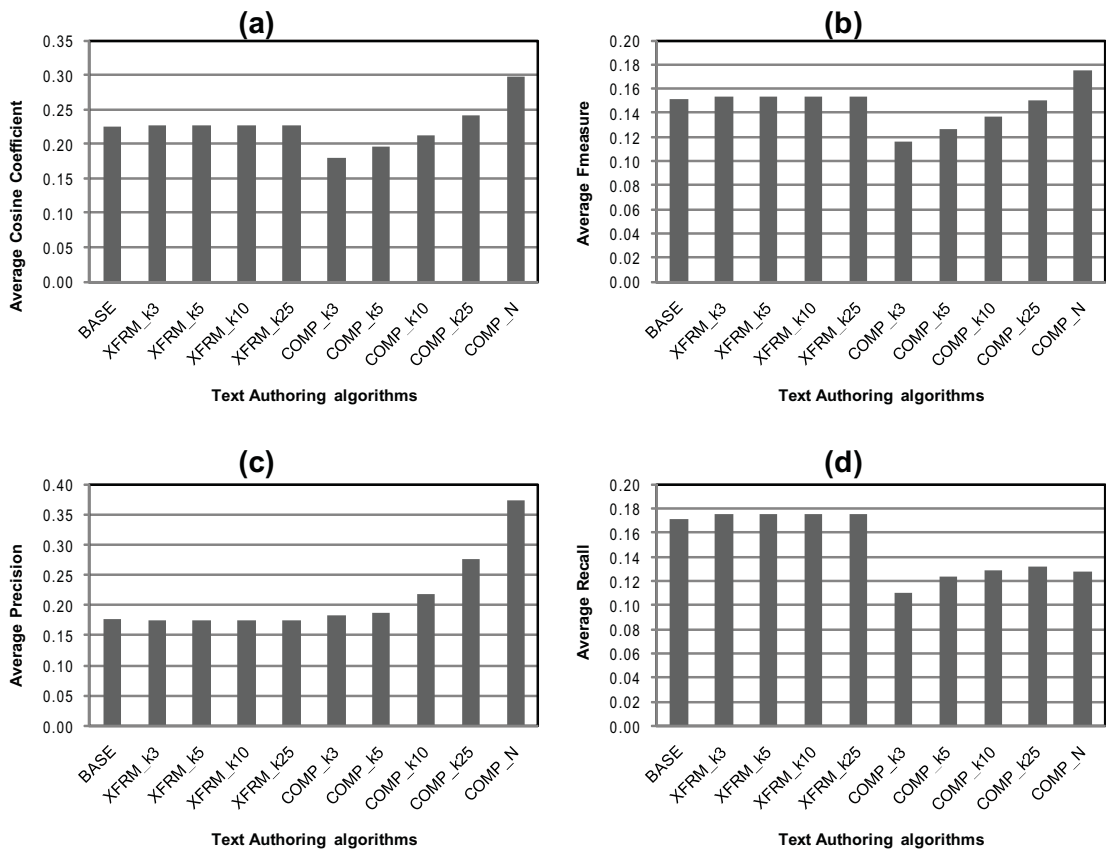 (a)
Average Cosine Coefficient
0.35
0.30
0.25
0.20
0.15
0.10
0.05
0.00
BASE
XFRM_k3
XFRM_k5
XFRM_k10
XFRM_k25
COMP_k3
COMP_k5
COMP_k10
COMP_k25
COMP_N
Text Authoring algorithms
(b)
Average Fmeasure
0.20
0.18
0.16
0.14
0.12
0.10
0.08
0.06
0.04
0.02
0.00
BASE
XFRM_k3
XFRM_k5
XFRM_k10
XFRM_k25
COMP_k3
COMP_k5
COMP_k10
COMP_k25
COMP_N
Text Authoring algorithms
(c)
Average Precision
0.40
0.35
0.30
0.25
0.20
0.15
0.10
0.05
0.00
BASE
XFRM_k3
XFRM_k5
XFRM_k10
XFRM_k25
COMP_k3
COMP_k5
COMP_k10
COMP_k25
COMP_N
Text Authoring algorithms
(d)
Average Recall
0.20
0.18
0.16
0.14
0.12
0.10
0.08
0.06
0.04
0.02
0.00
BASE
XFRM_k3
XFRM_k5
XFRM_k10
XFRM_k25
COMP_k3
COMP_k5
COMP_k10
COMP_k25
COMP_N
Text Authoring algorithms